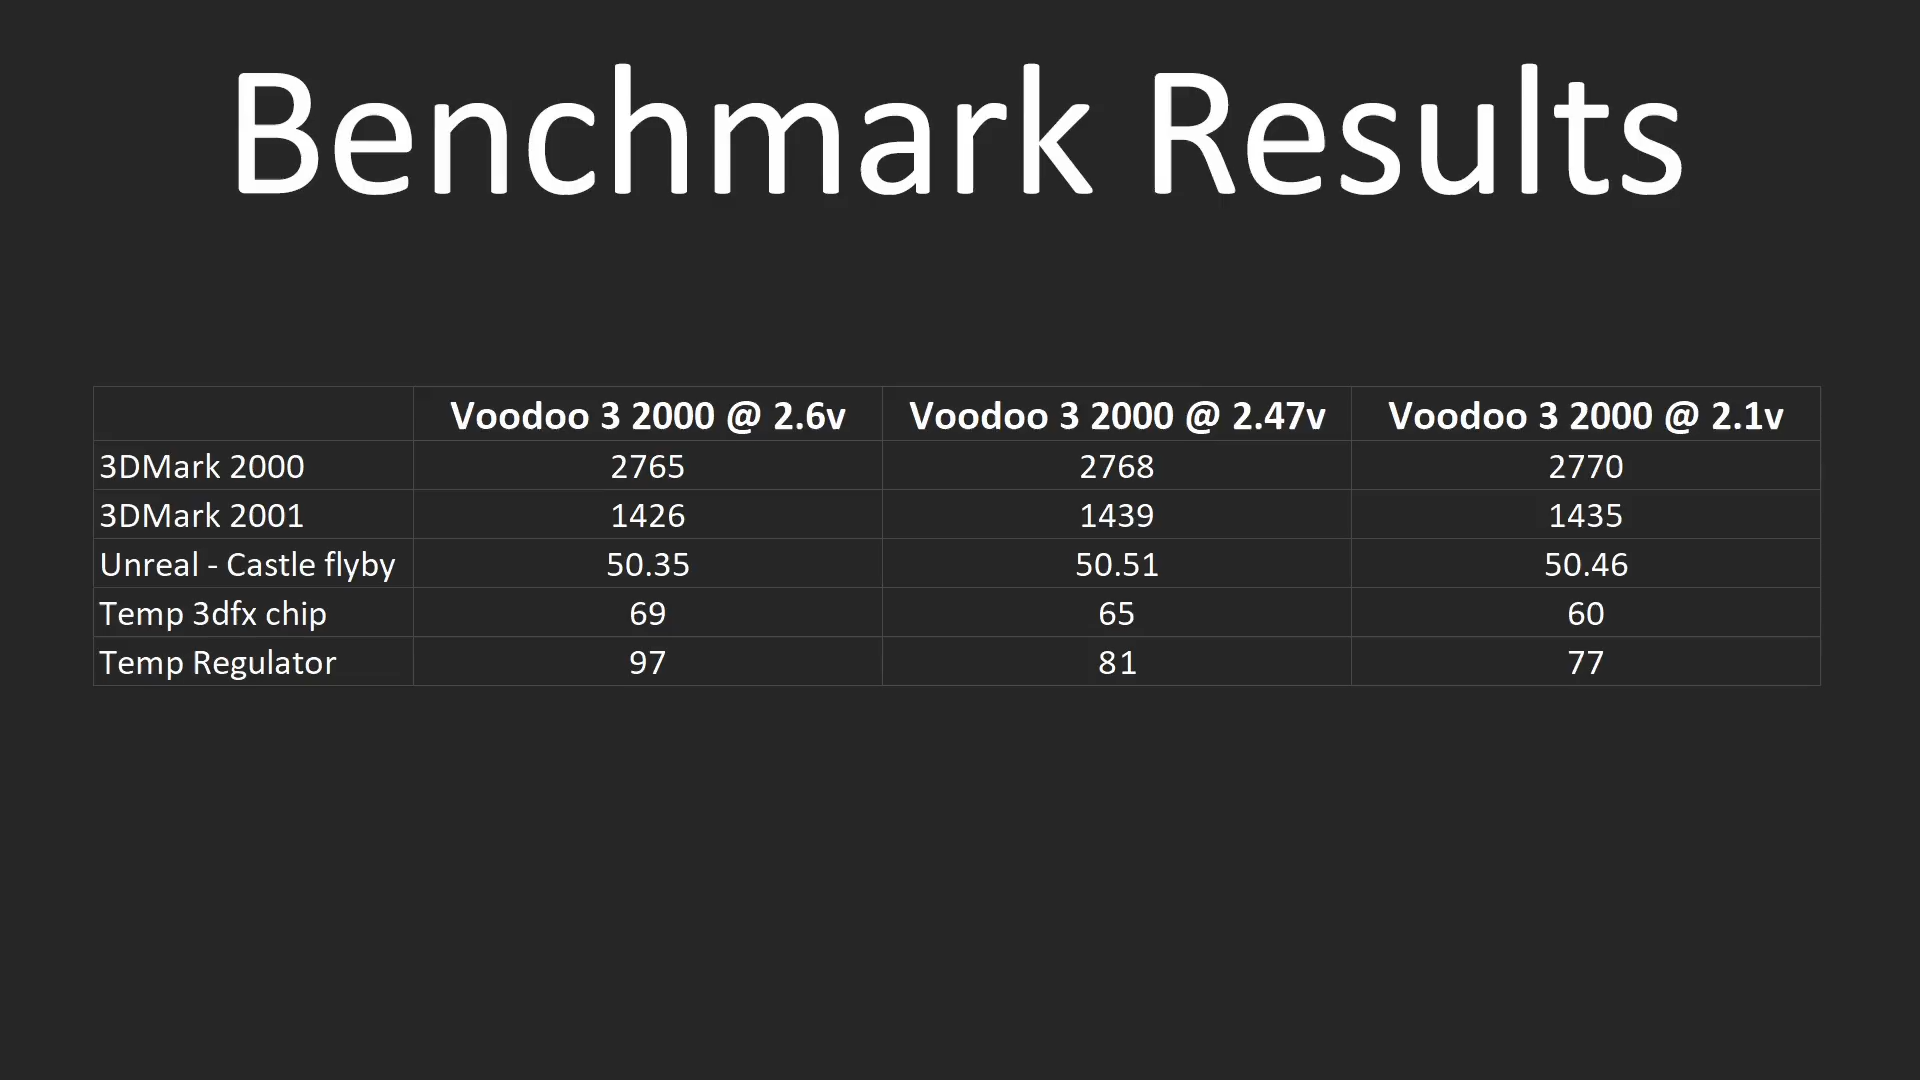 Benchmark Results
Voodoo 3 2000 @ 2.6v Voodoo 3 2000 @ 2.47v Voodoo 3 2000 @ 2.1v
3DMark 2000 2765 2768 2770
3DMark 2001 1426 1439 1435
Unreal - Castle flyby 50.35 50.51 50.46
Temp 3dfx chip 69 65 60
Temp Regulator 97 81 77